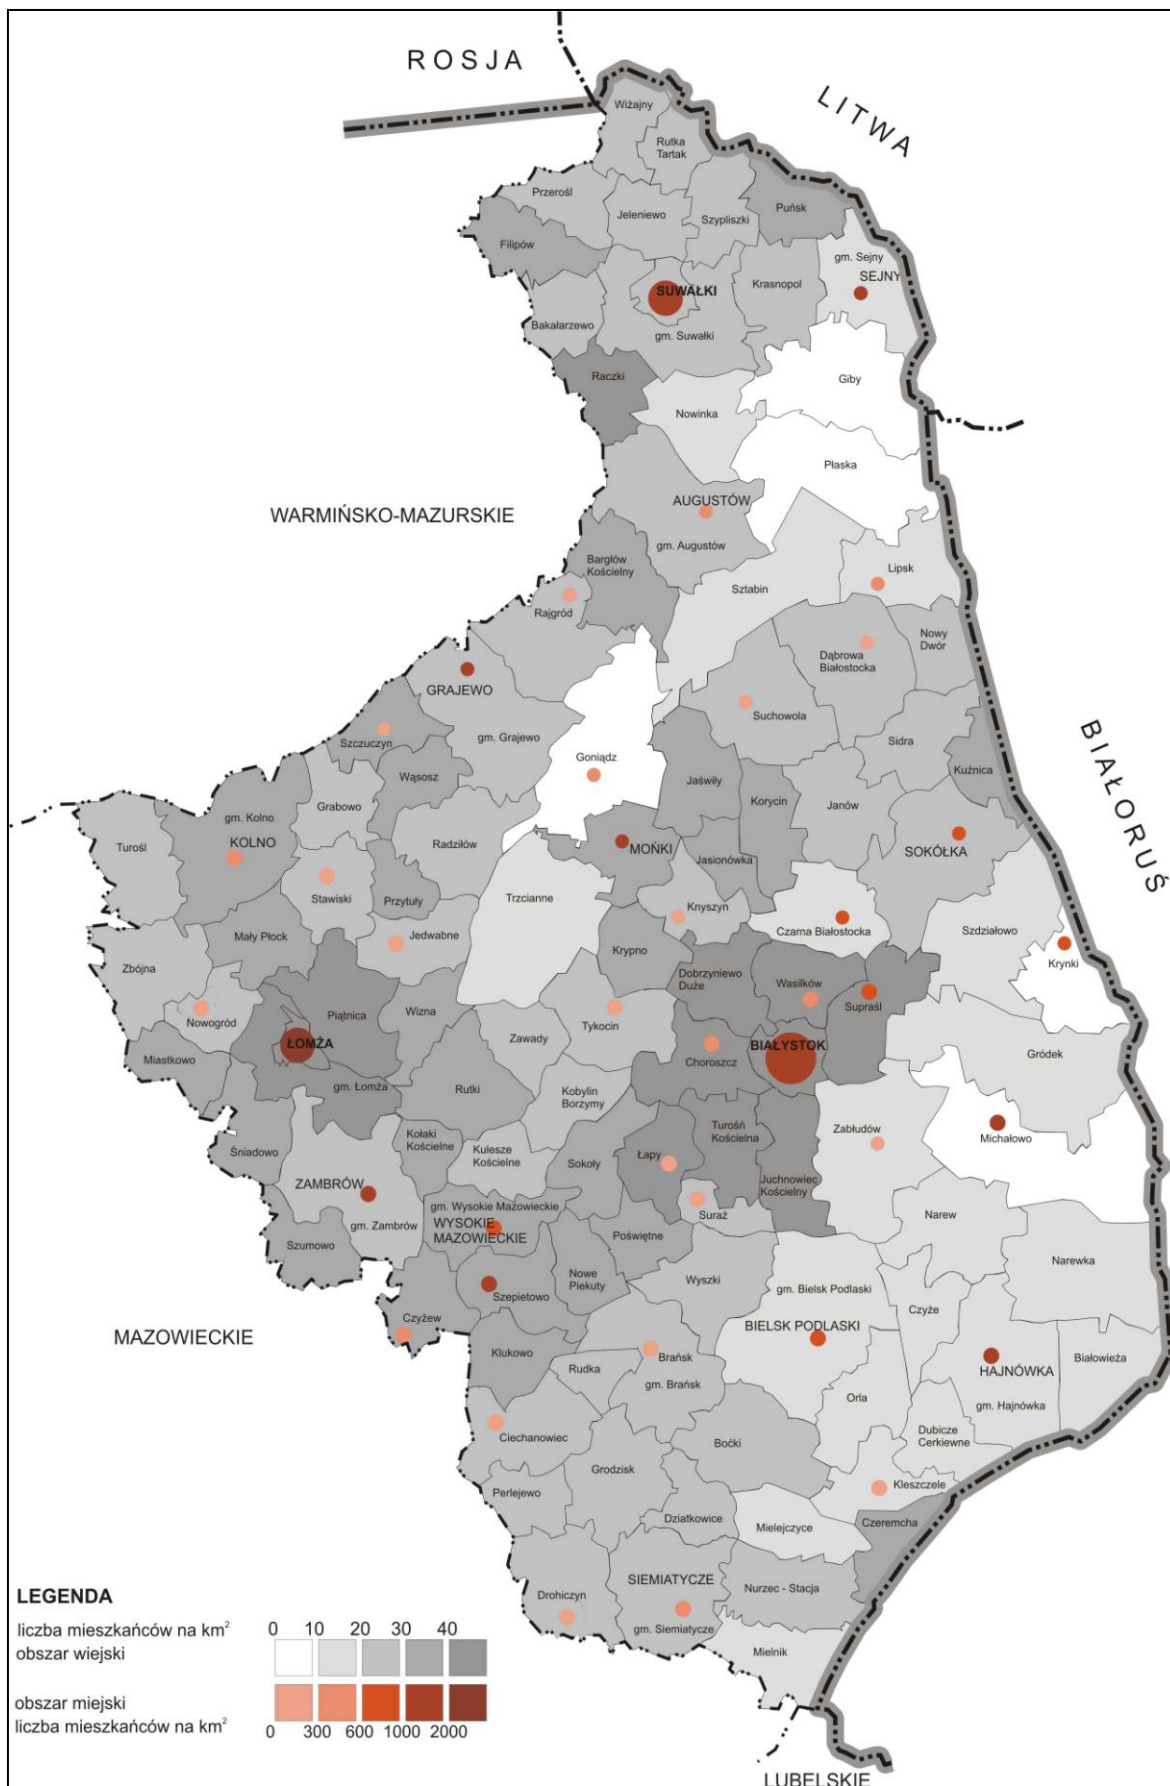 ROSJA
LITWA
Wiżajny
Rutka
Tartak
Przerośl
Jeleniewo
Szypliszki
Puńsk
Filipów
gm. Sejny
SEJNY
SUWAŁKI
Krasnopol
Bakałarzewo
gm. Suwałki
Raczki
Giby
Nowinka
Płaska
AUGUSTÓW
WARMIŃSKO-MAZURSKIE
gm. Augustów
Bargłów
Kościelny
Lipsk
Sztabin
Rajgród
Nowy
Dwór
Dąbrowa
Białostocka
GRAJEWO
Suchowola
BIAŁORUŚ
Szczuczyn
gm. Grajewo
Sidra
Goniądz
Kuźnica
Wąsosz
Jaświły
Korycin
Janów
Grabowo
gm. Kolno
KOLNO
Turośl
Radziłów
MOŃKI
Jasionówka
SOKÓŁKA
Stawiski
Przytuły
Trzcianne
Knyszyn
Czarna Białostocka
Szdziałowo
Mały Płock
Jedwabne
Krypno
Krynki
Zbójna
Dobrzyniewo
Duże
Wasilków
Supraśl
Nowogród
Piątnica
Wizna
Zawady
Tykocin
ŁOMŻA
BIAŁYSTOK
Miastkowo
Choroszcz
Gródek
gm. Łomża
Rutki
Kobylin
Borzymy
Turośń
Kościelna
Zabłudów
Michałowo
Kołaki
Kościelne
Śniadowo
Kulesze
Kościelne
Sokoły
Łapy
Juchnowiec
Kościelny
ZAMBRÓW
gm. Wysokie Mazowieckie
WYSOKIE
MAZOWIECKIE
Suraż
gm. Zambrów
Poświętne
Narew
Szumowo
Narewka
Nowe
Piekuty
Wyszki
gm. Bielsk Podlaski
Szepietowo
Czyże
Czyżew
BIELSK PODLASKI
MAZOWIECKIE
Klukowo
Brańsk
Białowieża
HAJNÓWKA
Rudka
gm. Brańsk
Orla
gm. Hajnówka
Ciechanowiec
Boćki
Dubicze
Cerkiewne
Grodzisk
Kleszczele
Perlejewo
Dziatkowice
Mielejczyce
Czeremcha
SIEMIATYCZE
Drohiczyn
Nurzec - Stacja
gm. Siemiatycze
Mielnik
LEGENDA
liczba mieszkańców na km²
obszar wiejski
0 10 20 30 40
obszar miejski
liczba mieszkańców na km²
0 300 600 1000 2000
LUBELSKIE